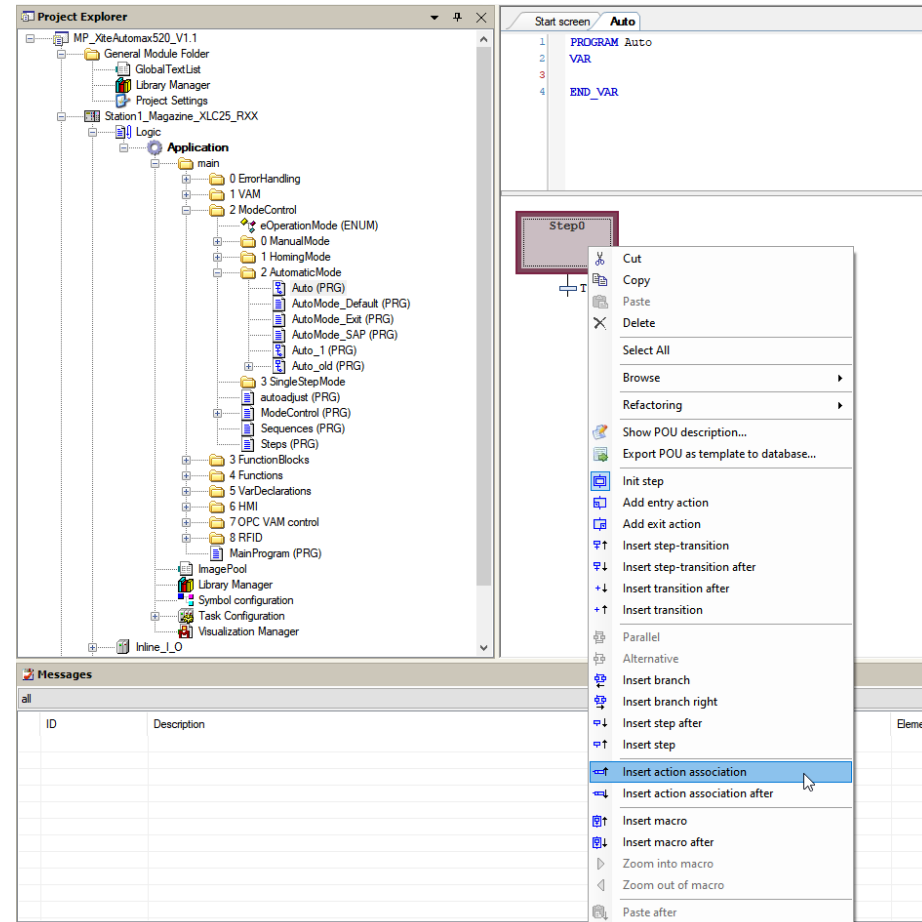 Project Explorer
MP_XiteAutomax520_V1.1
General Module Folder
GlobalTextList
Library Manager
Project Settings
Station1_Magazine_XLC25_RXX
Logic
Application
main
0 ErrorHandling
1 VAM
2 ModeControl
eOperationMode (ENUM)
0 ManualMode
1 HomingMode
2 AutomaticMode
Auto (PRG)
AutoMode_Default (PRG)
AutoMode_Exit (PRG)
AutoMode_SAP (PRG)
Auto_1 (PRG)
Auto_old (PRG)
3 SingleStepMode
autoadjust (PRG)
ModeControl (PRG)
Sequences (PRG)
Steps (PRG)
3 FunctionBlocks
4 Functions
5 VarDeclarations
6 HMI
7 OPC VAM control
8 RFID
MainProgram (PRG)
ImagePool
Library Manager
Symbol configuration
Task Configuration
Visualization Manager
Inline_I_O
Start screen
Auto
1 PROGRAM Auto
2 VAR
3
4 END_VAR
Step0
T
Cut
Copy
Paste
Delete
Select All
Browse
Refactoring
Show POU description...
Export POU as template to database...
Init step
Add entry action
Add exit action
Insert step-transition
Insert step-transition after
Insert transition after
Insert transition
Parallel
Alternative
Insert branch
Insert branch right
Insert step after
Insert step
Insert action association
Insert action association after
Insert macro
Insert macro after
Zoom into macro
Zoom out of macro
Paste after
Messages
all
ID Description Eleme